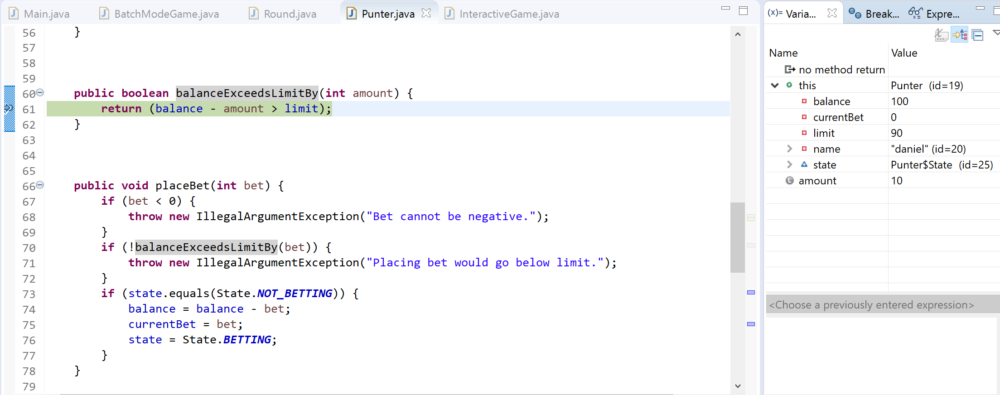 Main.java BatchModeGame.java Round.java Punter.java InteractiveGame.java
56 }
57
58
59
60 public boolean balanceExceedsLimitBy(int amount) {
61 return (balance - amount > limit);
62 }
63
64
65
66 public void placeBet(int bet) {
67 if (bet < 0) {
68 throw new IllegalArgumentException("Bet cannot be negative.");
69 }
70 if (!balanceExceedsLimitBy(bet)) {
71 throw new IllegalArgumentException("Placing bet would go below limit.");
72 }
73 if (state.equals(State.NOT_BETTING)) {
74 balance = balance - bet;
75 currentBet = bet;
76 state = State.BETTING;
77 }
78 }
79
(x)= Varia... Break... Expre...
Name Value
no method return
this Punter (id=19)
balance 100
currentBet 0
limit 90
name "daniel" (id=20)
state Punter$State (id=25)
amount 10
<Choose a previously entered expression>